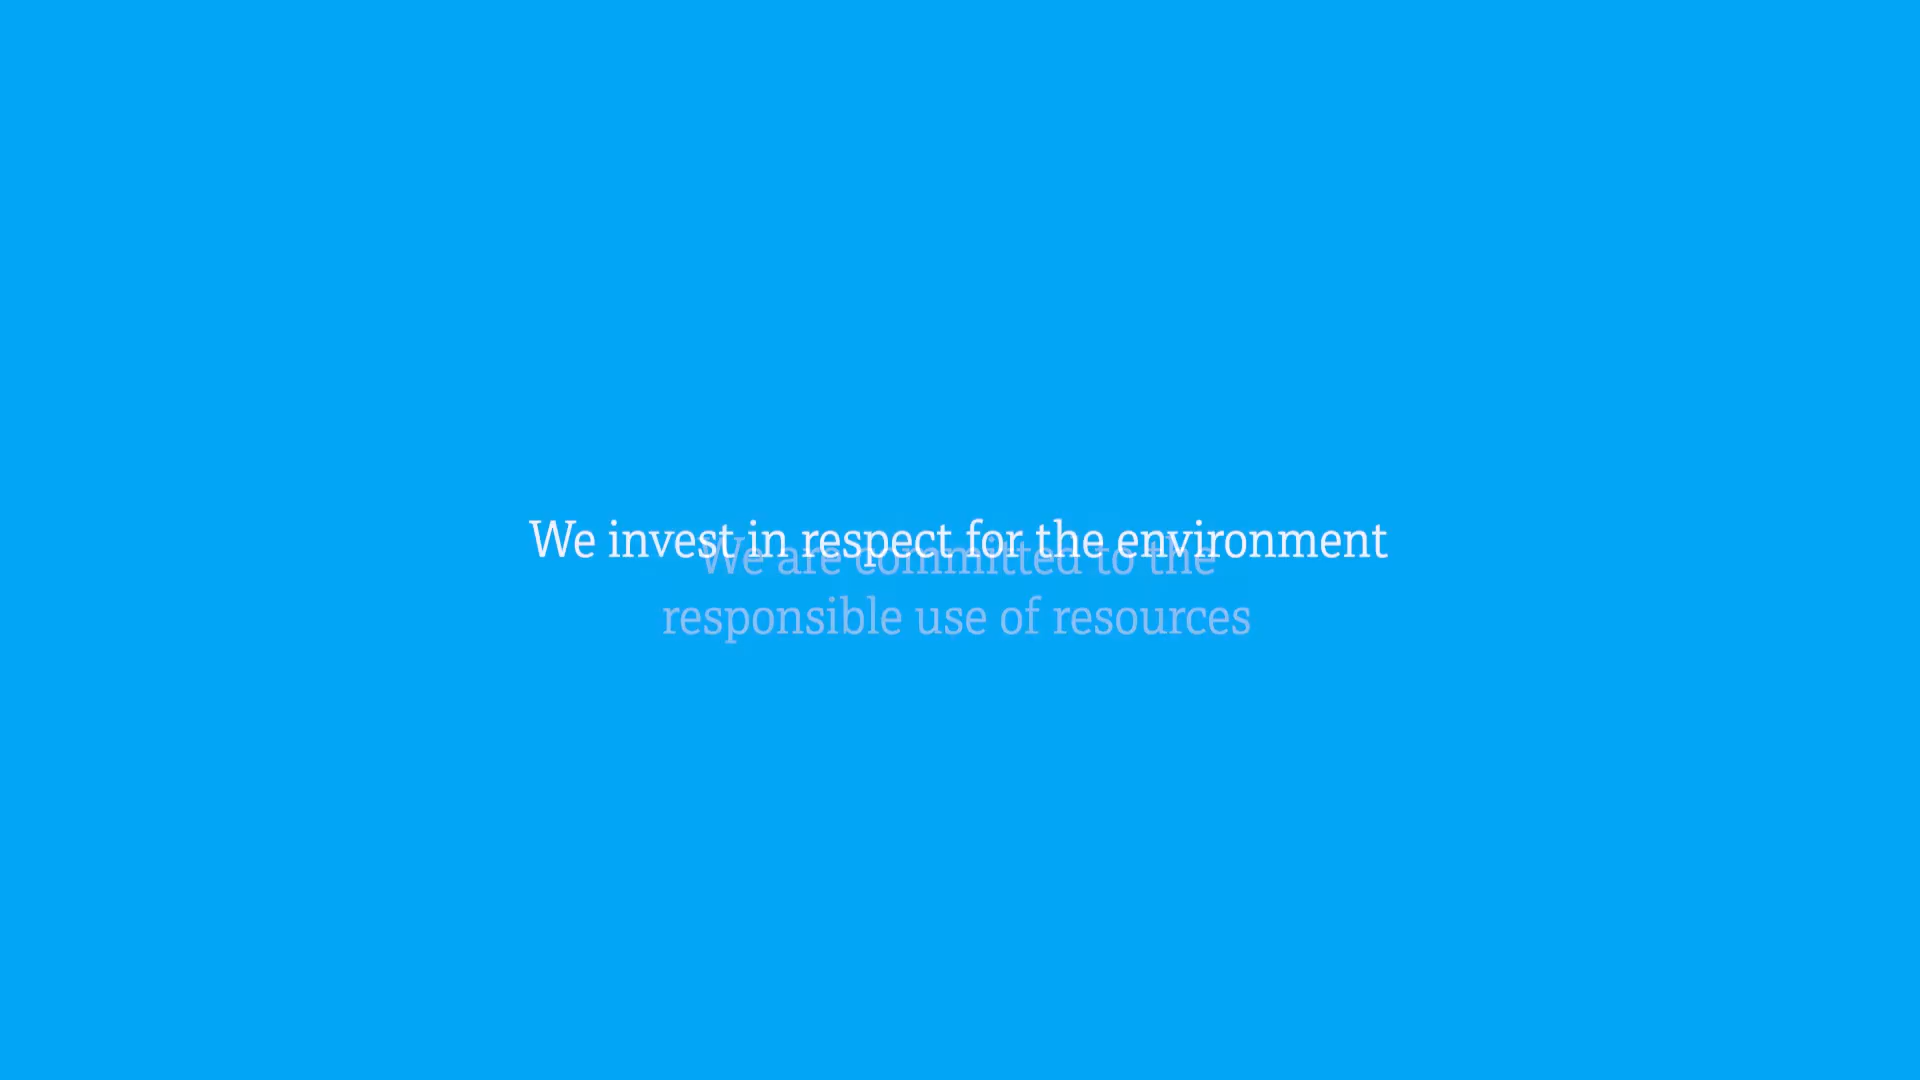 We invest in respect for the environment
We are committed to the
responsible use of resources